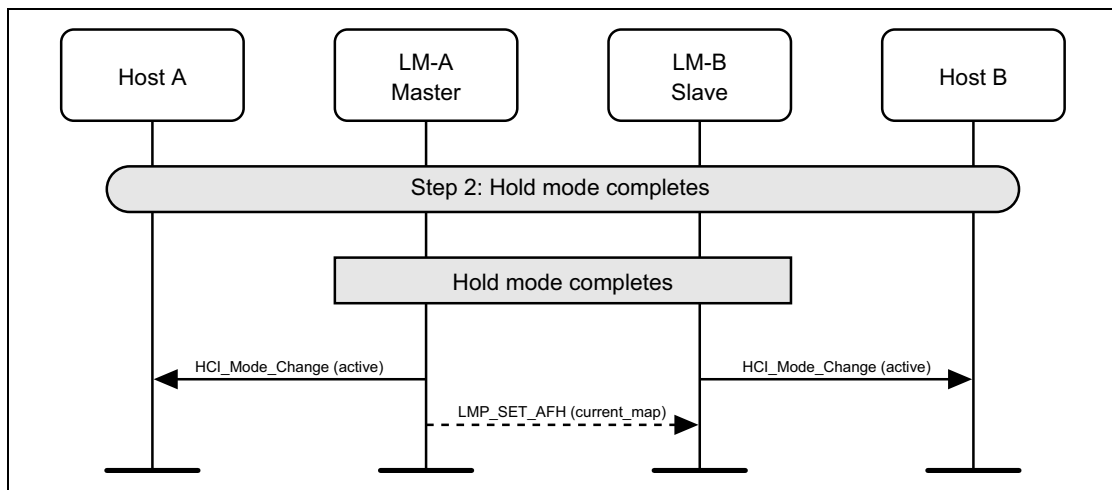 Host A
LM-A
Master
LM-B
Slave
Host B
Step 2: Hold mode completes
Hold mode completes
HCI_Mode_Change (active)
HCI_Mode_Change (active)
LMP_SET_AFH (current_map)